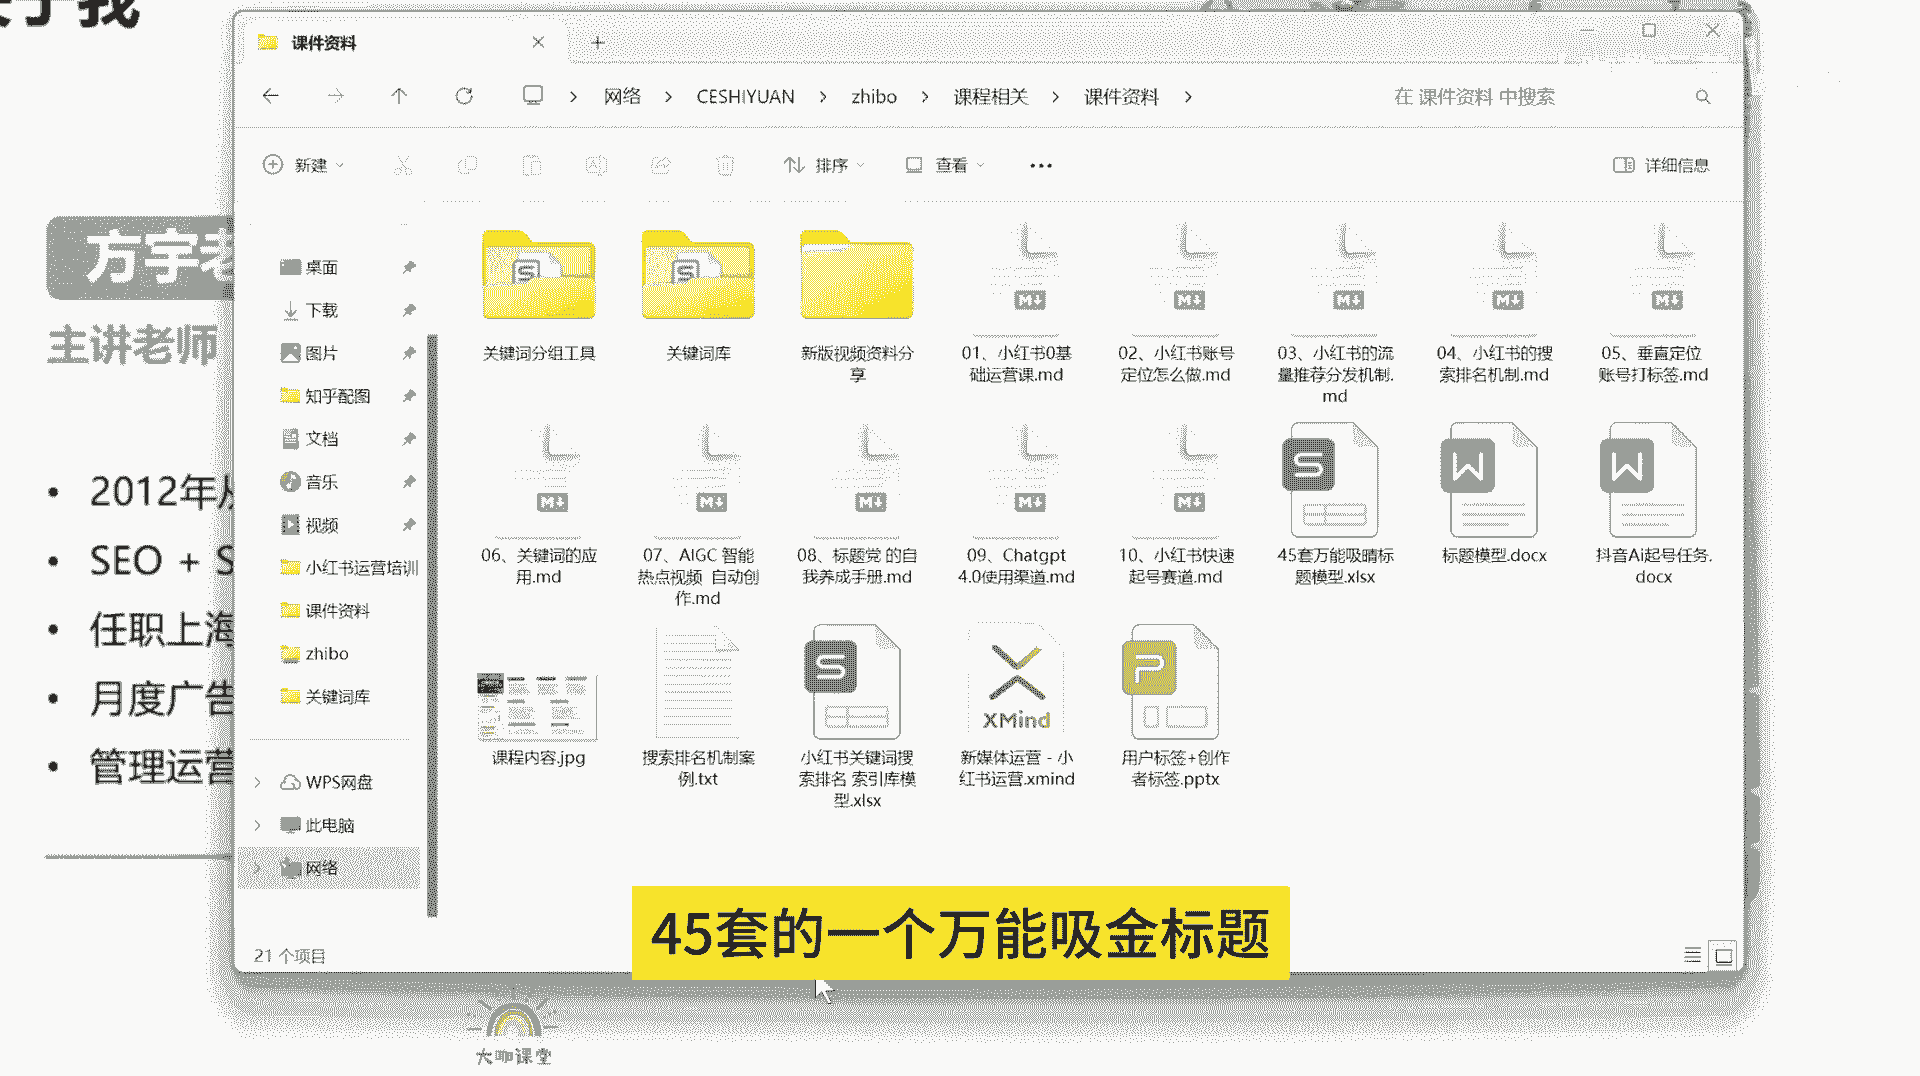 于我
课件资料
网络 > CESHIYUAN > zhibo > 课程相关 > 课件资料 >
在 课件资料 中搜索
新建
排序
查看
详细信息
方宇老
主讲老师
2012年从
SEO + S
任职上海
月度广告
管理运营
桌面
下载
图片
知乎配图
文档
音乐
视频
小红书运营培训
课件资料
zhibo
关键词库
WPS网盘
此电脑
网络
关键词分组工具
关键词库
新版视频资料分
享
01、小红书0基
础运营课.md
02、小红书账号
定位怎么做.md
03、小红书的流
量推荐分发机制.
md
04、小红书的搜
索排名机制.md
05、垂直定位
账号打标签.md
06、关键词的应
用.md
07、AIGC 智能
热点视频 自动创
作.md
08、标题党 的自
我养成手册.md
09、Chatgpt
4.0使用渠道.md
10、小红书快速
起号赛道.md
45套万能吸睛标
题模型.xlsx
标题模型.docx
抖音Ai起号任务.
docx
课程内容.jpg
搜索排名机制案
例.txt
小红书关键词搜
索排名 索引库模
型.xlsx
XMind
新媒体运营 - 小
红书运营.xmind
用户标签+创作
者标签.pptx
21 个项目
45套的一个万能吸金标题
大咖课堂